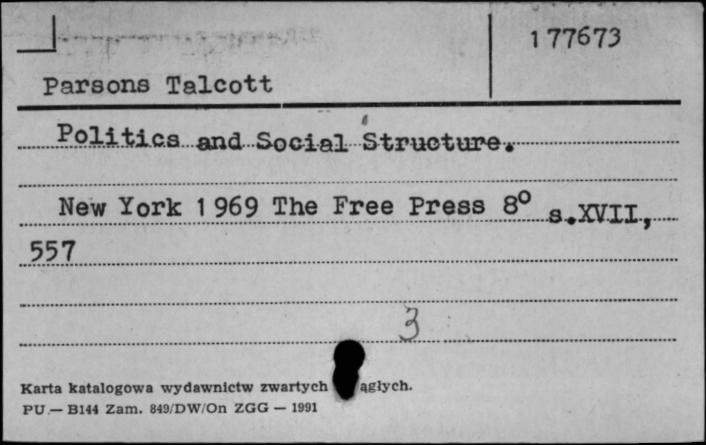 177673
Parsons Talcott
Politics and Social Structure.
New York 1969 The Free Press 8° s.XVII,
557
3
Karta katalogowa wydawnictw zwartych ągłych.
PU — B144 Zam. 849/DW/On ZGG — 1991